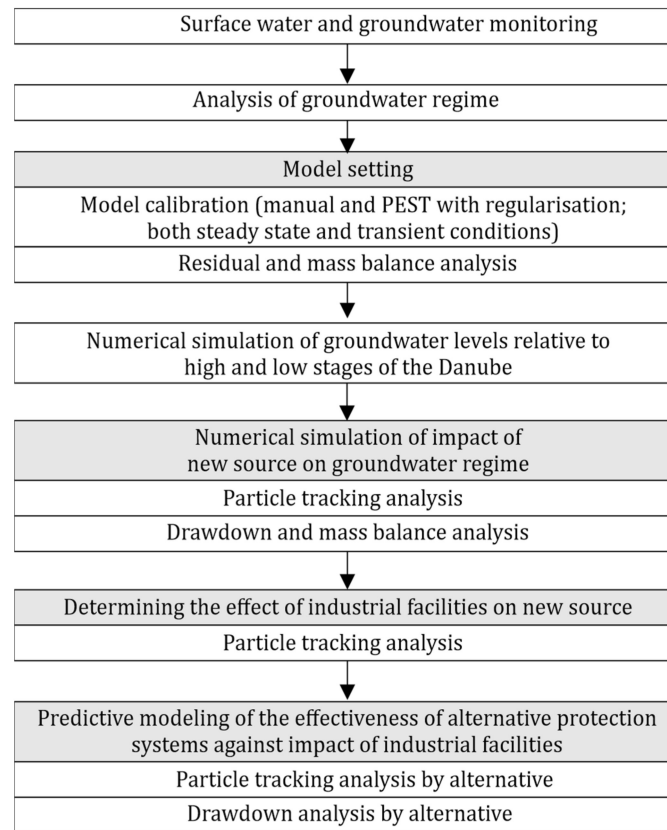 Surface water and groundwater monitoring
Analysis of groundwater regime
Model setting
Model calibration (manual and PEST with regularisation;
both steady state and transient conditions)
Residual and mass balance analysis
Numerical simulation of groundwater levels relative to
high and low stages of the Danube
Numerical simulation of impact of
new source on groundwater regime
Particle tracking analysis
Drawdown and mass balance analysis
Determining the effect of industrial facilities on new source
Particle tracking analysis
Predictive modeling of the effectiveness of alternative protection
systems against impact of industrial facilities
Particle tracking analysis by alternative
Drawdown analysis by alternative